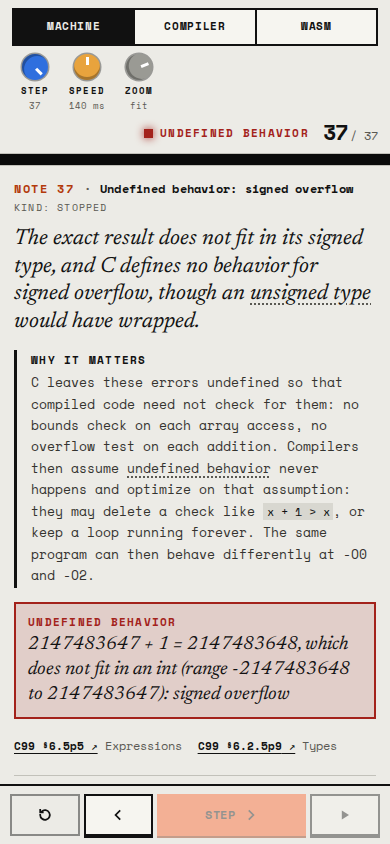 MACHINE COMPILER WASM
STEP SPEED ZOOM
37 140 ms fit
UNDEFINED BEHAVIOR 37 / 37
NOTE 37 · Undefined behavior: signed overflow
KIND: STOPPED
The exact result does not fit in its signed
type, and C defines no behavior for
signed overflow, though an unsigned type
would have wrapped.
WHY IT MATTERS
C leaves these errors undefined so that
compiled code need not check for them: no
bounds check on each array access, no
overflow test on each addition. Compilers
then assume undefined behavior never
happens and optimize on that assumption:
they may delete a check like x + 1 > x, or
keep a loop running forever. The same
program can then behave differently at -O0
and -O2.
UNDEFINED BEHAVIOR
2147483647 + 1 = 2147483648, which
does not fit in an int (range -2147483648
to 2147483647): signed overflow
C99 §6.5p5 ↗ Expressions C99 §6.2.5p9 ↗ Types
STEP